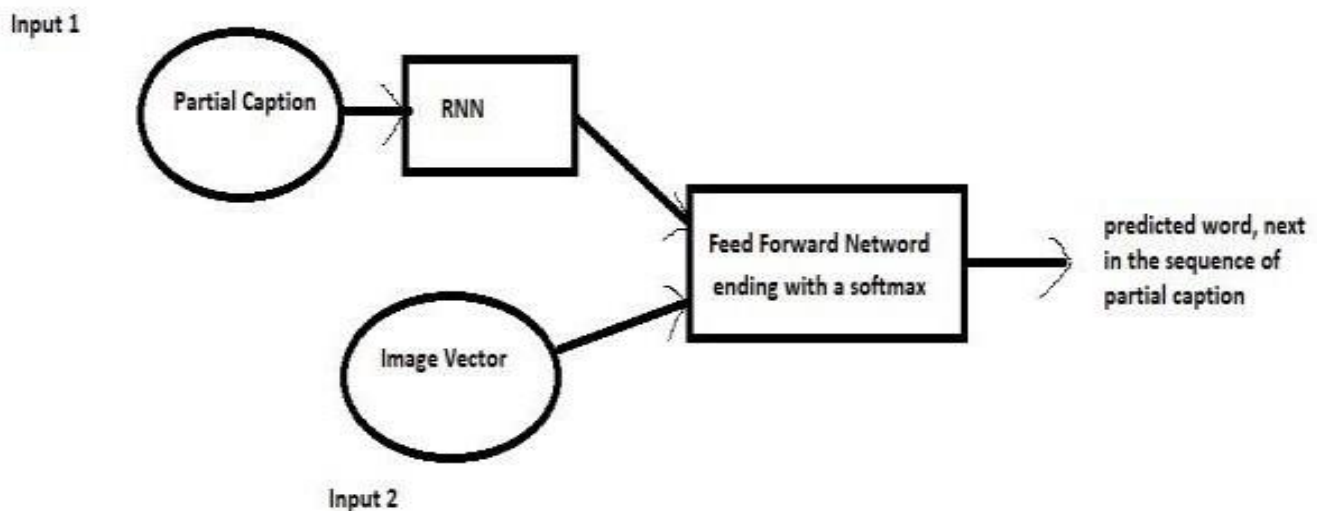 Input 1
Partial Caption
RNN
Feed Forward Netword
ending with a softmax
predicted word, next
in the sequence of
partial caption
Image Vector
Input 2